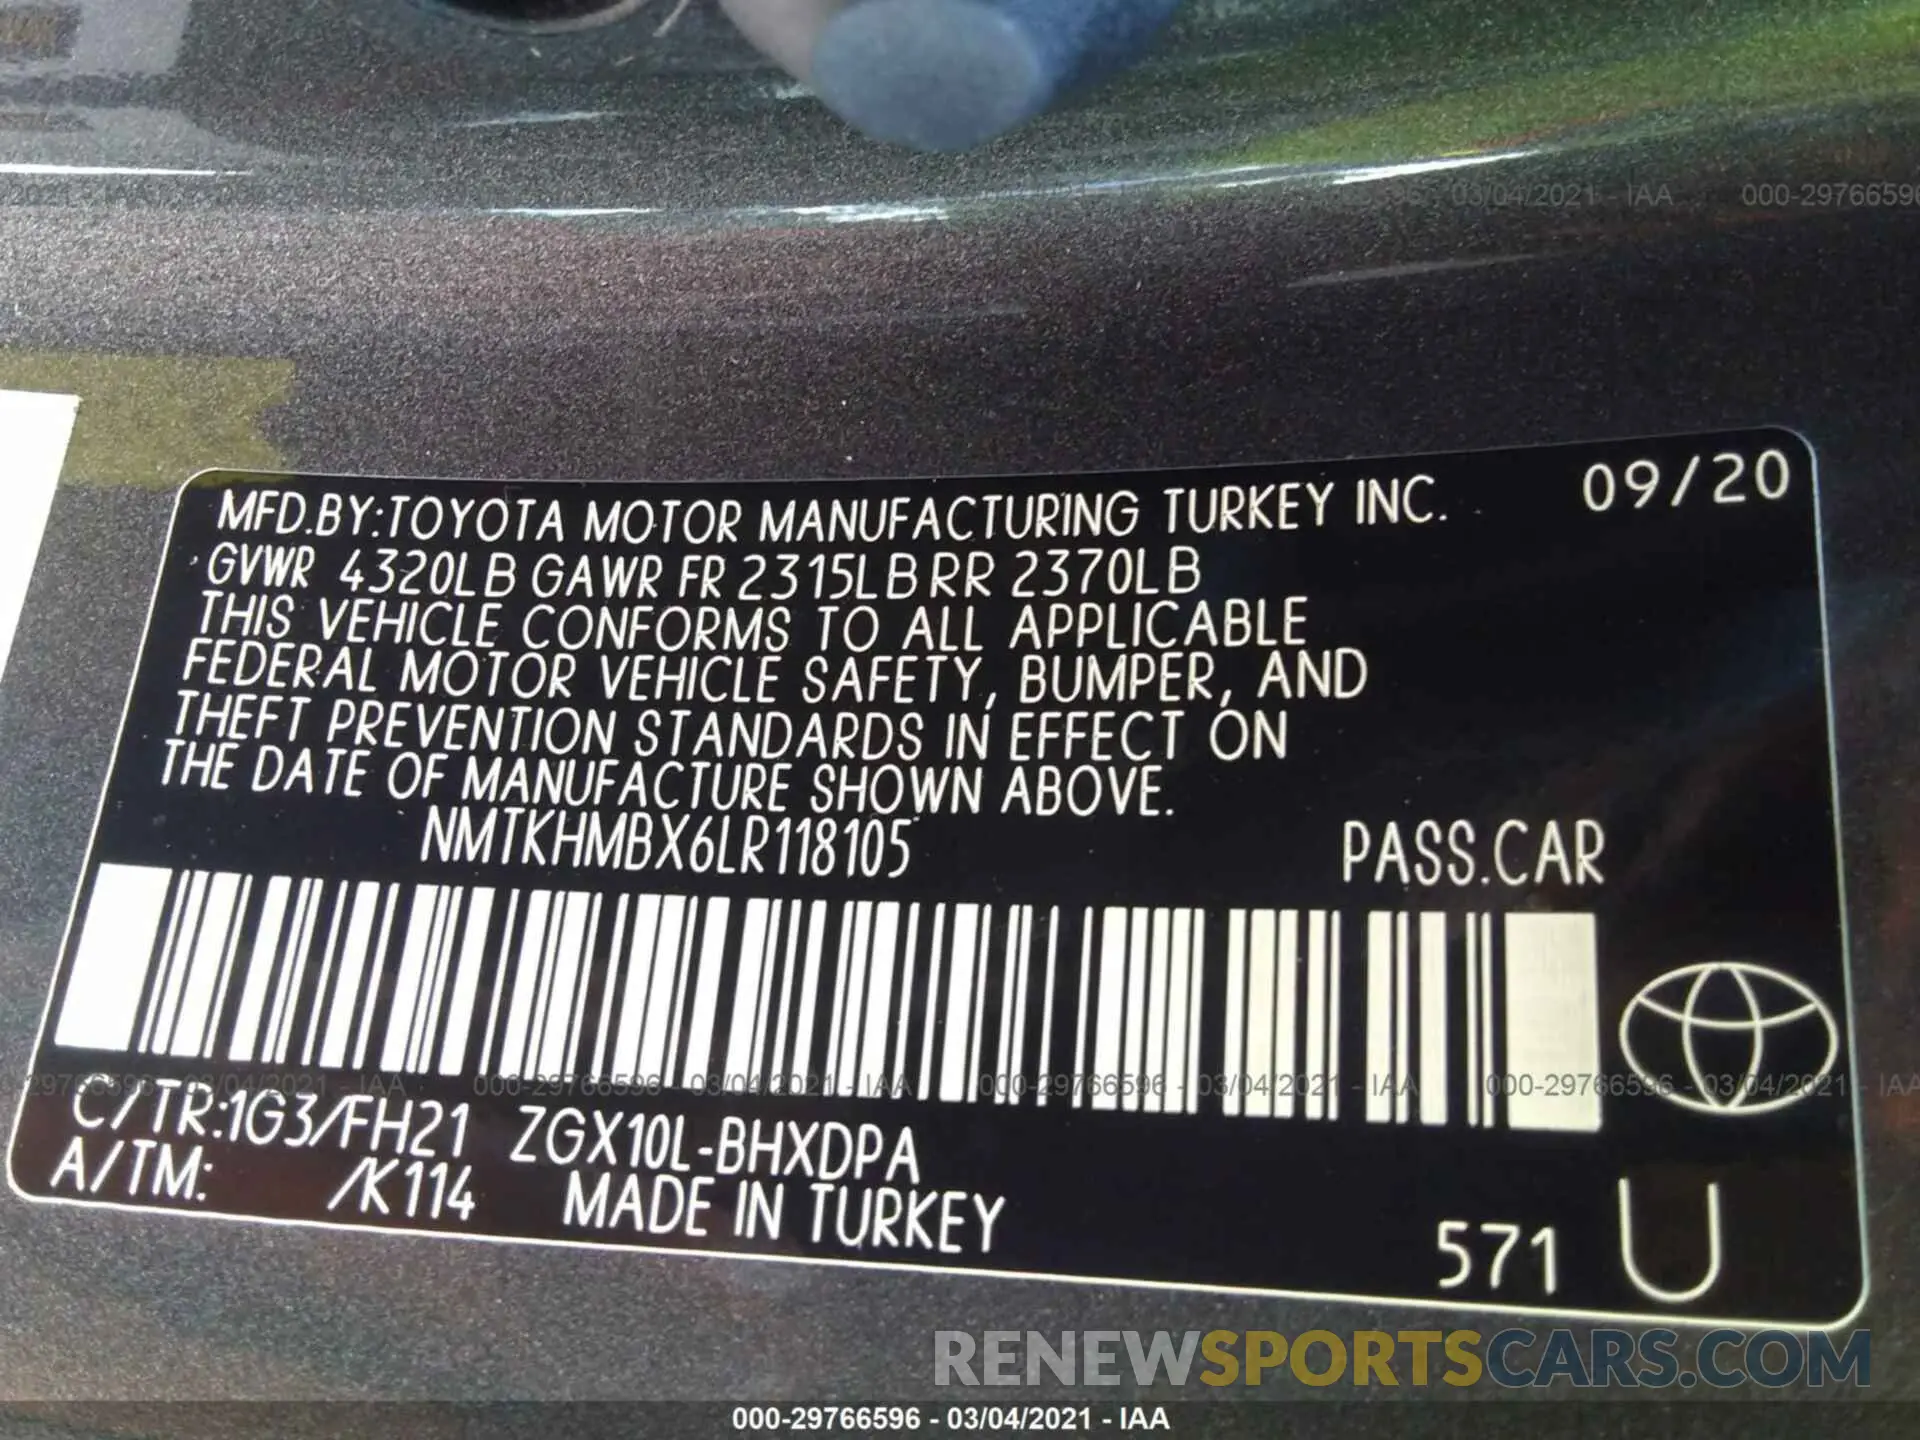 000-29766596 - 03/04/2021 - IAA
MFD.BY:TOYOTA MOTOR MANUFACTURING TURKEY INC. 09/20
GVWR 4320LB GAWR FR 2315LB RR 2370LB
THIS VEHICLE CONFORMS TO ALL APPLICABLE
FEDERAL MOTOR VEHICLE SAFETY, BUMPER, AND
THEFT PREVENTION STANDARDS IN EFFECT ON
THE DATE OF MANUFACTURE SHOWN ABOVE.
NMTKHMBX6LR118105 PASS.CAR
000-29766596 - 03/04/2021 - IAA 000-29766596 - 03/04/2021 - IAA 000-29766596 - 03/04/2021 - IAA
C/TR:1G3/FH21 ZGX10L-BHXDPA
A/TM: /K114 MADE IN TURKEY
571 U
RENEWSPORTSCARS.COM
000-29766596 - 03/04/2021 - IAA